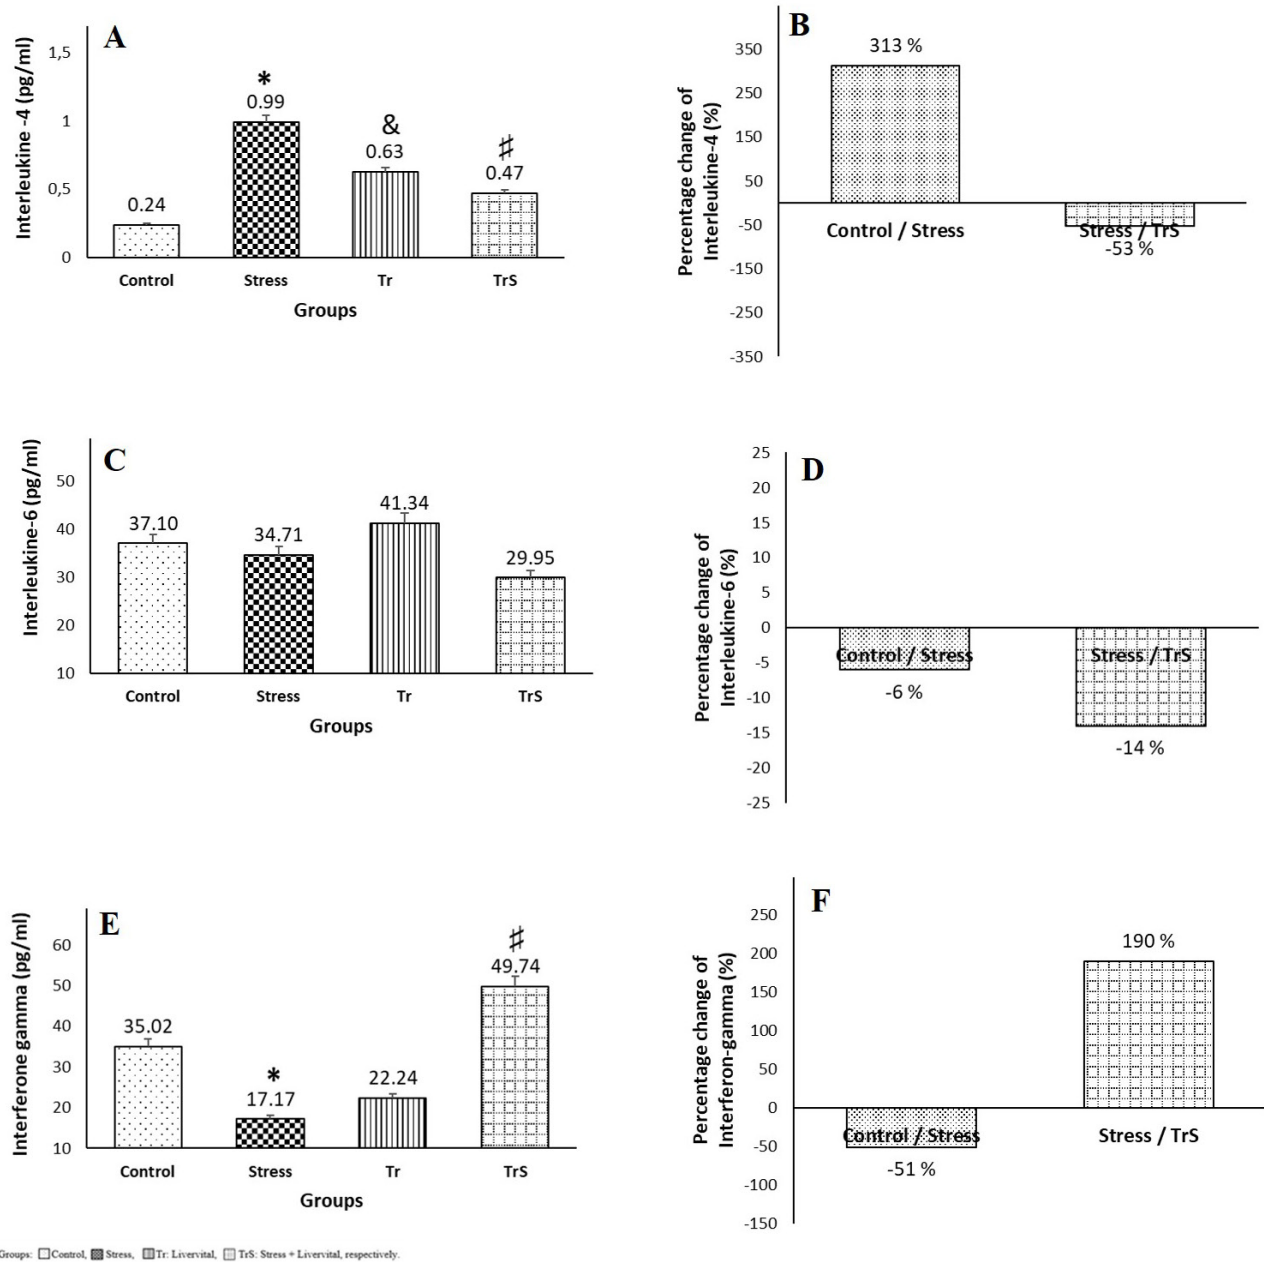 A
Interleukine -4 (pg/ml)
1,5
1
0,5
0
*
0.99
&
0.63
♯
0.47
0.24
Control
Stress
Tr
TrS
Groups
B
Percentage change of
Interleukine-4 (%)
350
250
150
50
-50
-150
-250
-350
313 %
Control / Stress
Stress / TrS
-53 %
C
Interleukine-6 (pg/ml)
50
40
30
20
10
37.10
34.71
41.34
29.95
Control
Stress
Tr
TrS
Groups
D
Percentage change of
Interleukine-6 (%)
25
20
15
10
5
0
-5
-10
-15
-20
-25
Control / Stress
Stress / TrS
-6 %
-14 %
E
Interferone gamma (pg/ml)
60
50
40
30
20
10
35.02
*
17.17
22.24
♯
49.74
Control
Stress
Tr
TrS
Groups
F
Percentage change of
Interferon-gamma (%)
250
200
150
100
50
0
-50
-100
-150
190 %
Control / Stress
Stress / TrS
-51 %
Groups: Control, Stress, Tr: Livervital, TrS: Stress + Livervital, respectively.